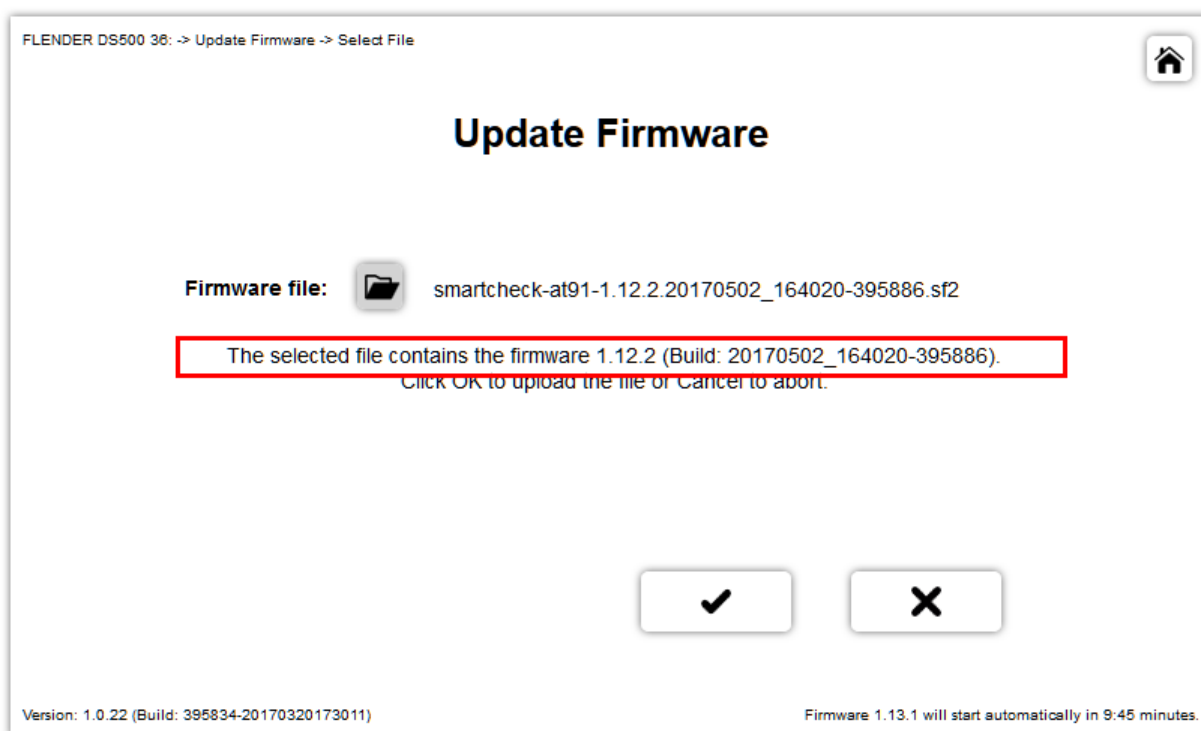 FLENDER DS500 36: -> Update Firmware -> Select File
Update Firmware
Firmware file: smartcheck-at91-1.12.2.20170502_164020-395886.sf2
The selected file contains the firmware 1.12.2 (Build: 20170502_164020-395886).
Click OK to upload the file or Cancel to abort.
Version: 1.0.22 (Build: 395834-20170320173011)
Firmware 1.13.1 will start automatically in 9:45 minutes.